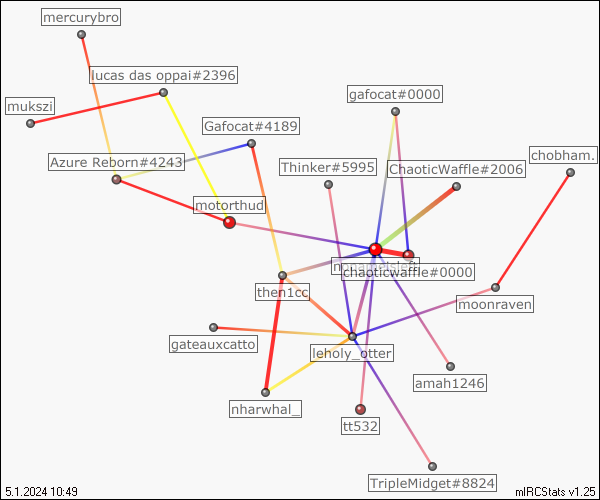 mercurybro
lucas das oppai#2396
mukszi
gafocat#0000
Gafocat#4189
Azure Reborn#4243
Thinker#5995
ChaoticWaffle#2006
chobham.
motorthud
chaoticwaffle#0000
then1cc
moonraven
gateauxcatto
leholy_otter
amah1246
nharwhal_
tt532
TripleMidget#8824
5.1.2024 10:49
mIRCStats v1.25